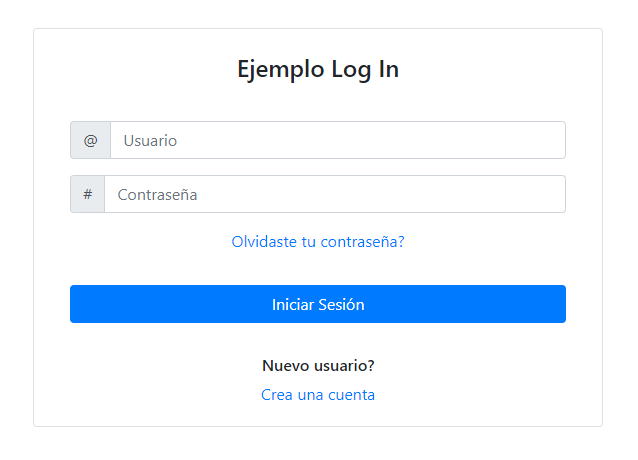 Ejemplo Log In
@ Usuario
# Contraseña
Olvidaste tu contraseña?
Iniciar Sesión
Nuevo usuario?
Crea una cuenta